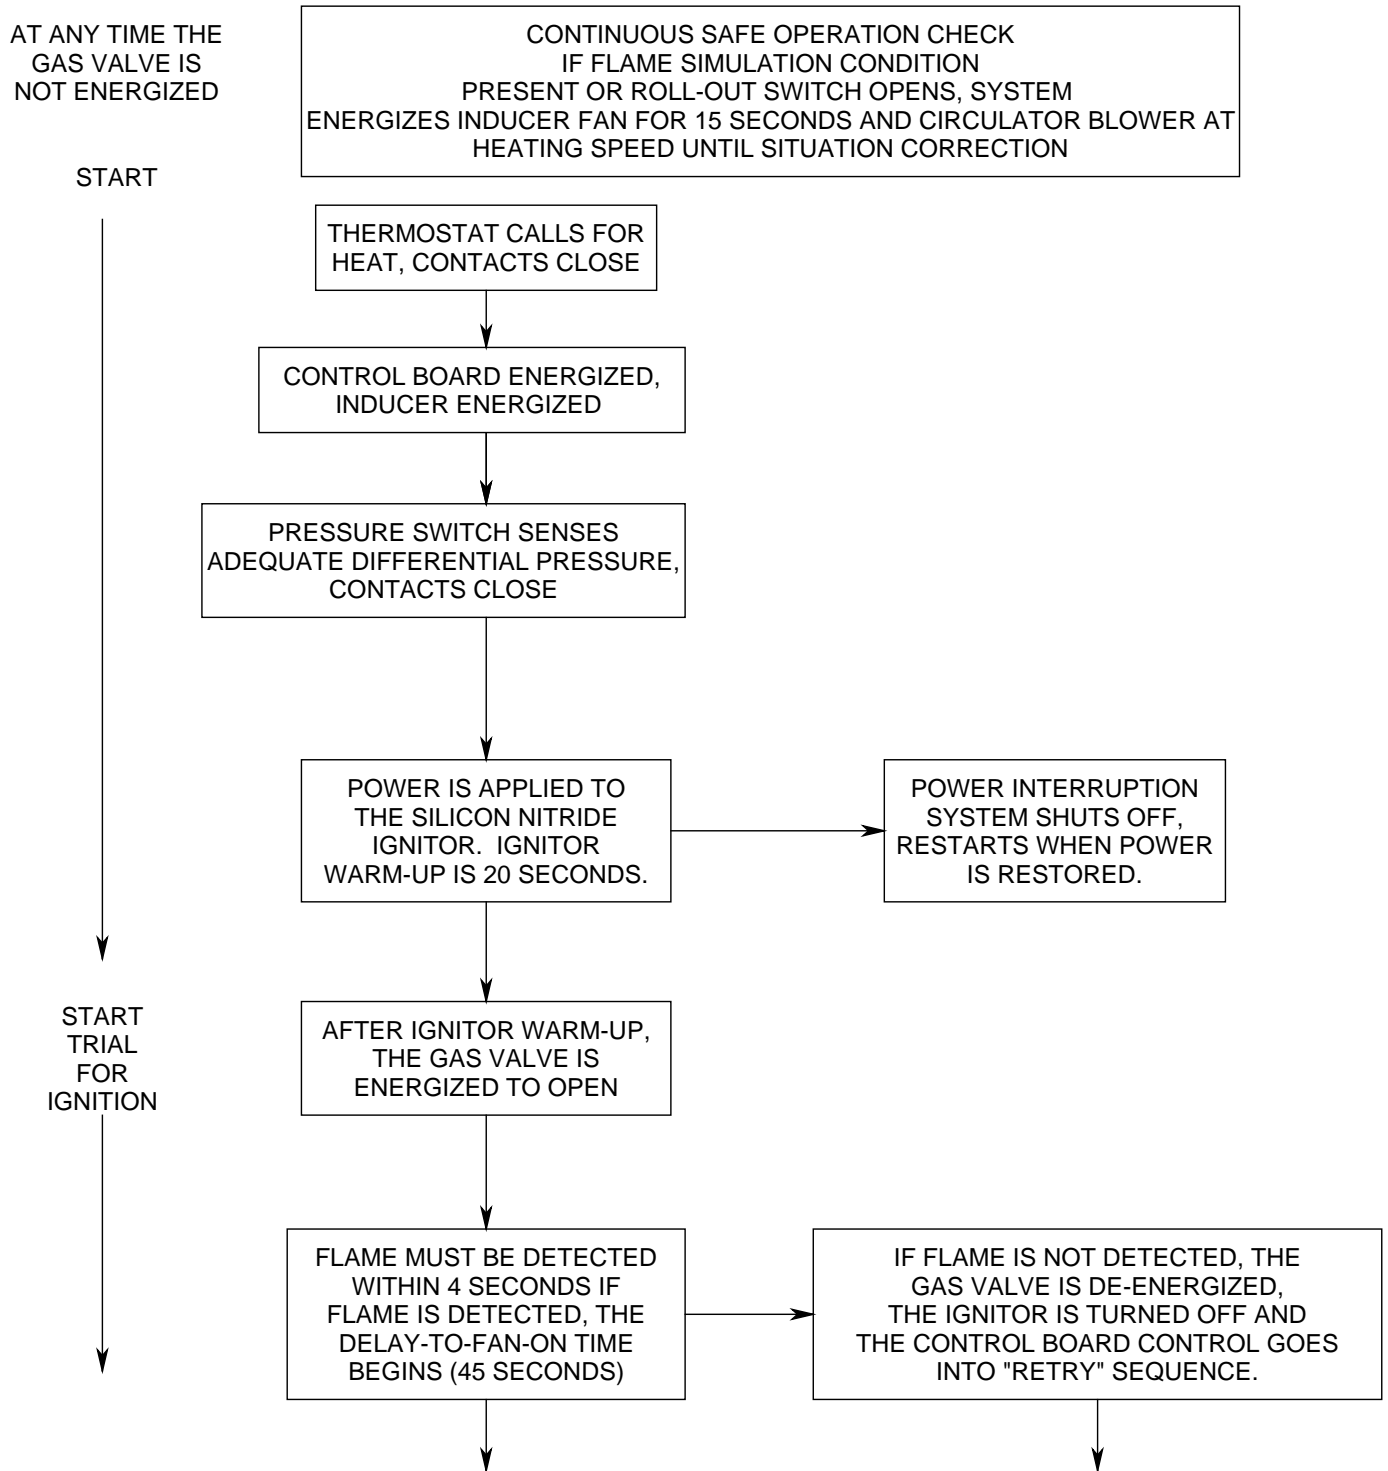 AT ANY TIME THE
GAS VALVE IS
NOT ENERGIZED
CONTINUOUS SAFE OPERATION CHECK
IF FLAME SIMULATION CONDITION
PRESENT OR ROLL-OUT SWITCH OPENS, SYSTEM
ENERGIZES INDUCER FAN FOR 15 SECONDS AND CIRCULATOR BLOWER AT
HEATING SPEED UNTIL SITUATION CORRECTION
START
THERMOSTAT CALLS FOR
HEAT, CONTACTS CLOSE
CONTROL BOARD ENERGIZED,
INDUCER ENERGIZED
PRESSURE SWITCH SENSES
ADEQUATE DIFFERENTIAL PRESSURE,
CONTACTS CLOSE
POWER IS APPLIED TO
THE SILICON NITRIDE
IGNITOR.  IGNITOR
WARM-UP IS 20 SECONDS.
POWER INTERRUPTION
SYSTEM SHUTS OFF,
RESTARTS WHEN POWER
IS RESTORED.
START
TRIAL
FOR
IGNITION
AFTER IGNITOR WARM-UP,
THE GAS VALVE IS
ENERGIZED TO OPEN
FLAME MUST BE DETECTED
WITHIN 4 SECONDS IF
FLAME IS DETECTED, THE
DELAY-TO-FAN-ON TIME
BEGINS (45 SECONDS)
IF FLAME IS NOT DETECTED, THE
GAS VALVE IS DE-ENERGIZED,
THE IGNITOR IS TURNED OFF AND
THE CONTROL BOARD CONTROL GOES
INTO "RETRY" SEQUENCE.